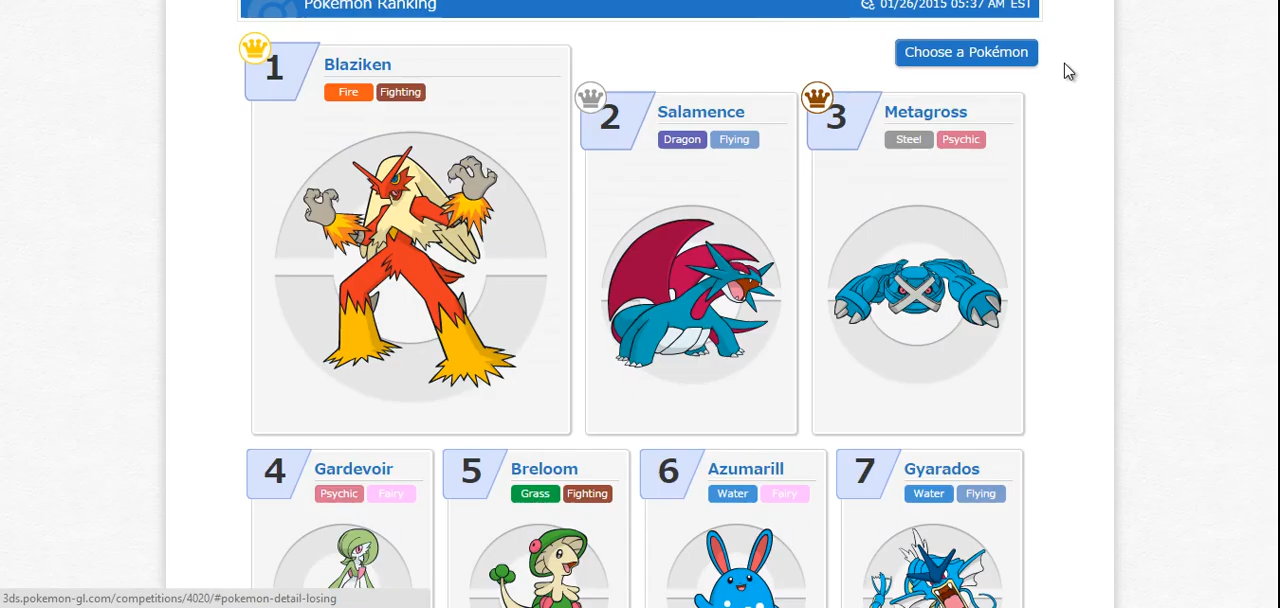 Pokémon Ranking
01/26/2015 05:37 AM EST
Choose a Pokémon
1
Blaziken
Fire Fighting
2
Salamence
Dragon Flying
3
Metagross
Steel Psychic
4
Gardevoir
Psychic Fairy
5
Breloom
Grass Fighting
6
Azumarill
Water Fairy
7
Gyarados
Water Flying
3ds.pokemon-gl.com/competitions/4020/#pokemon-detail-losing